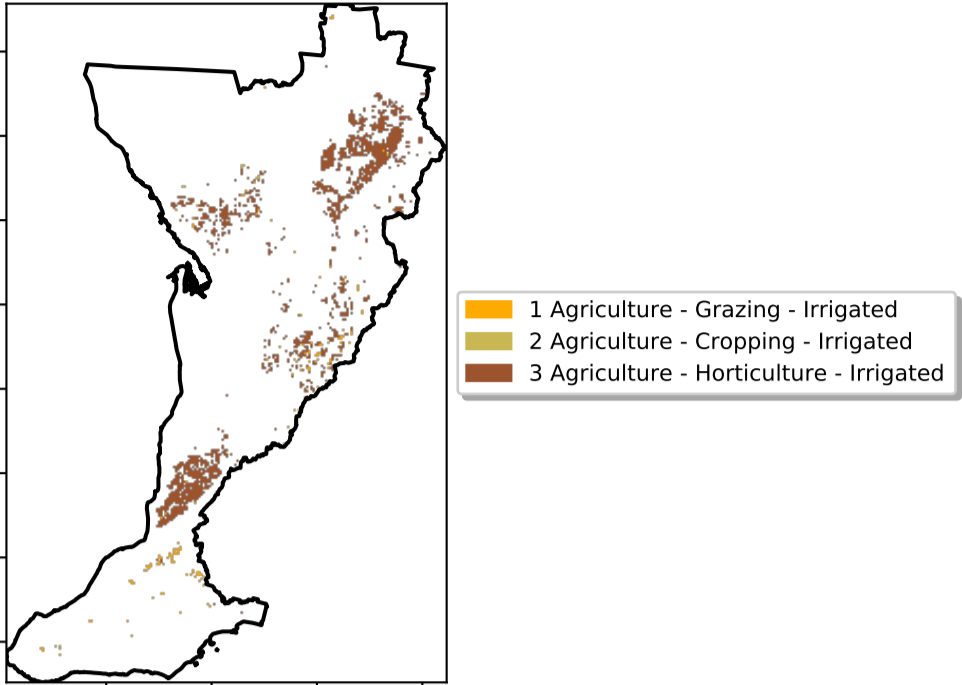 1 Agriculture - Grazing - Irrigated
2 Agriculture - Cropping - Irrigated
3 Agriculture - Horticulture - Irrigated